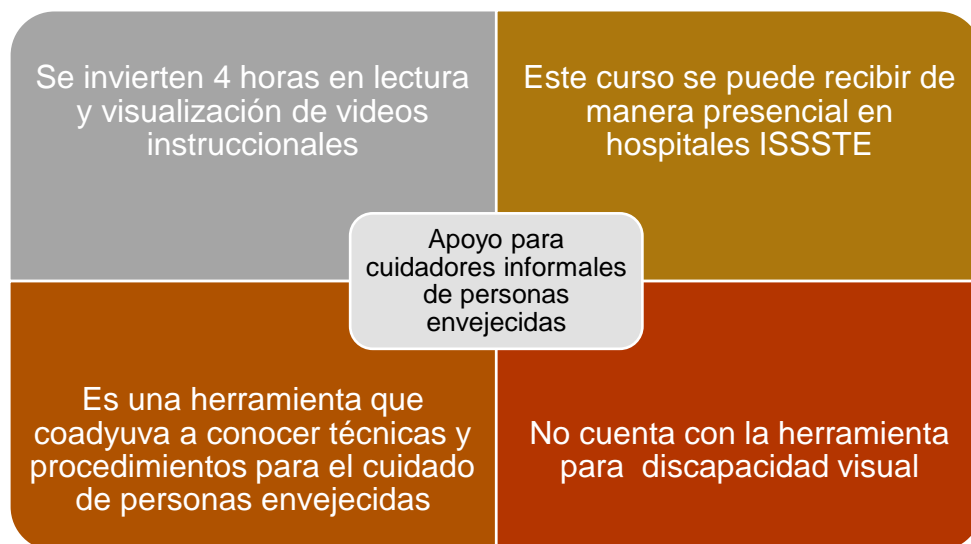 Se invierten 4 horas en lectura
y visualización de videos
instruccionales
Este curso se puede recibir de
manera presencial en
hospitales ISSSTE
Apoyo para
cuidadores informales
de personas
envejecidas
Es una herramienta que
coadyuva a conocer técnicas y
procedimientos para el cuidado
de personas envejecidas
No cuenta con la herramienta
para  discapacidad visual